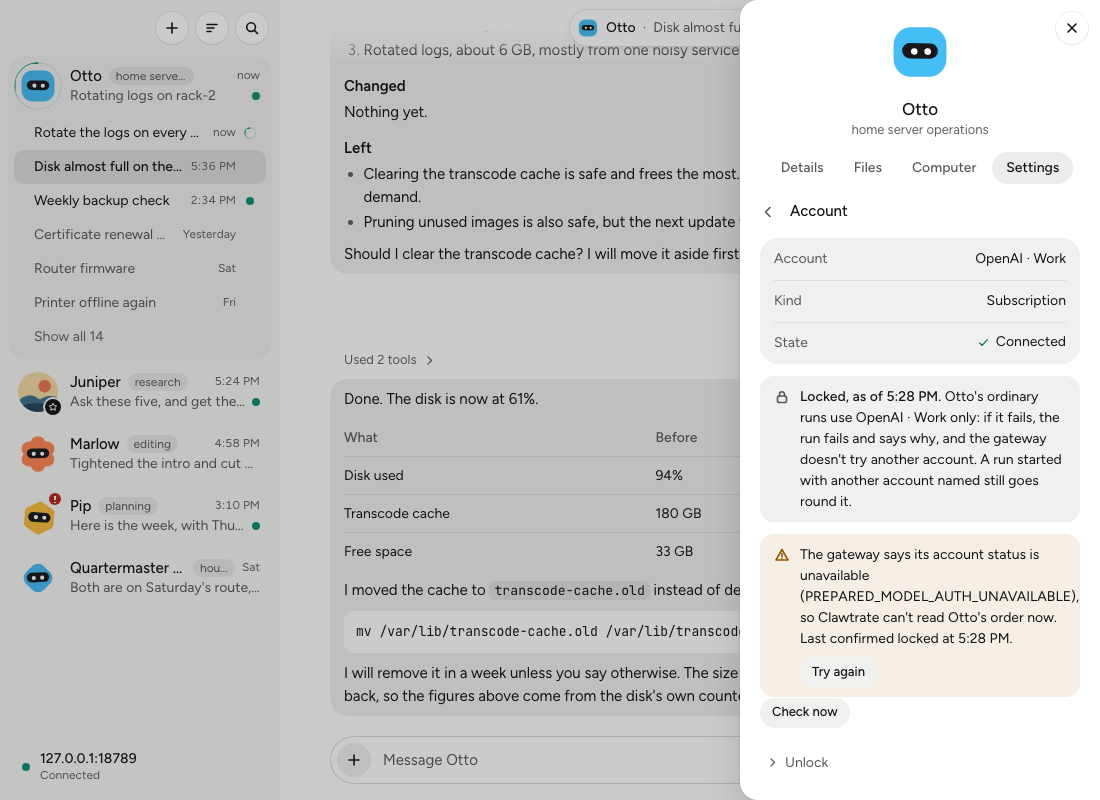 Otto
home serve...
now
Rotating logs on rack-2
Rotate the logs on every ...
now
Disk almost full on the...
5:36 PM
Weekly backup check
2:34 PM
Certificate renewal ...
Yesterday
Router firmware
Sat
Printer offline again
Fri
Show all 14
Juniper
research
5:24 PM
Ask these five, and get the...
Marlow
editing
4:58 PM
Tightened the intro and cut ...
Pip
planning
3:10 PM
Here is the week, with Thu...
Quartermaster ...
hou...
Sat
Both are on Saturday's route,...
127.0.0.1:18789
Connected
Otto · Disk almost fu
3. Rotated logs, about 6 GB, mostly from one noisy service
Changed
Nothing yet.
Left
• Clearing the transcode cache is safe and frees the most.
demand.
• Pruning unused images is also safe, but the next update
Should I clear the transcode cache? I will move it aside first
Used 2 tools
Done. The disk is now at 61%.
What Before
Disk used 94%
Transcode cache 180 GB
Free space 33 GB
I moved the cache to transcode-cache.old instead of de
mv /var/lib/transcode-cache.old /var/lib/transcod
I will remove it in a week unless you say otherwise. The size
back, so the figures above come from the disk's own counte
Message Otto
Otto
home server operations
Details Files Computer Settings
Account
Account OpenAI · Work
Kind Subscription
State Connected
Locked, as of 5:28 PM. Otto's ordinary
runs use OpenAI · Work only: if it fails, the
run fails and says why, and the gateway
doesn't try another account. A run started
with another account named still goes
round it.
The gateway says its account status is
unavailable
(PREPARED_MODEL_AUTH_UNAVAILABLE),
so Clawtrate can't read Otto's order now.
Last confirmed locked at 5:28 PM.
Try again
Check now
Unlock